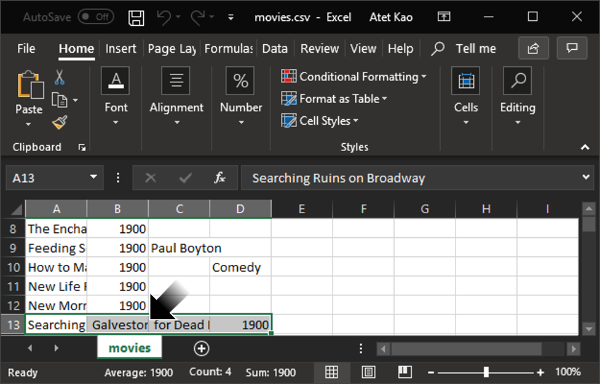 AutoSave Off movies.csv - Excel Atet Kao
File Home Insert Page Lay Formulas Data Review View Help Tell me
Paste
Clipboard
A
Font
Alignment
%
Number
Conditional Formatting
Format as Table
Cell Styles
Styles
Cells
Editing
A13 fx Searching Ruins on Broadway
A B C D E F G H I
8 The Encha 1900
9 Feeding S 1900 Paul Boyton
10 How to Ma 1900 Comedy
11 New Life 1900
12 New Morr 1900
13 Searching Galveston for Dead 1900
movies
Ready Average: 1900 Count: 4 Sum: 1900 100%